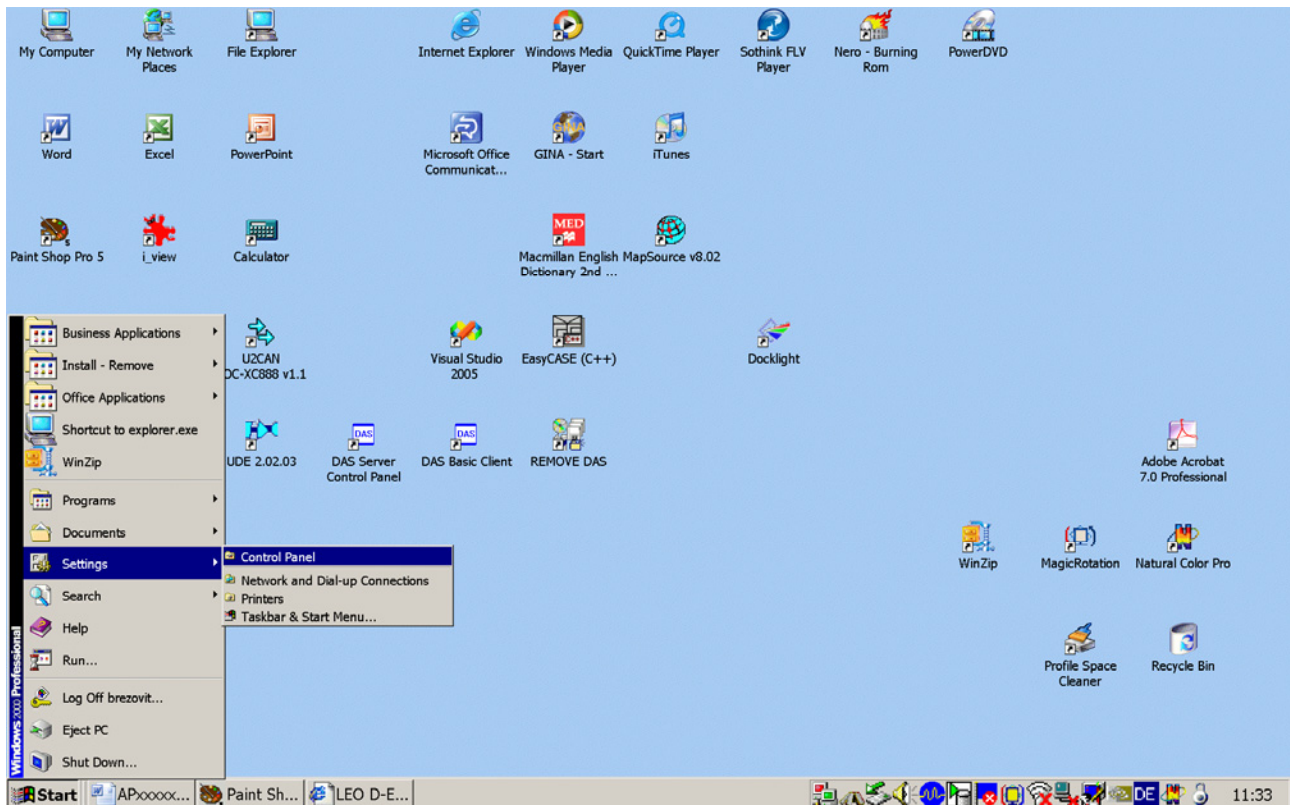 My Computer
My Network
Places
File Explorer
Internet Explorer
Windows Media
Player
QuickTime Player
Sothink FLV
Player
Nero - Burning
Rom
PowerDVD
Word
Excel
PowerPoint
Microsoft Office
Communicat...
GINA - Start
iTunes
Paint Shop Pro 5
i_view
Calculator
MED
Macmillan English
Dictionary 2nd ...
MapSource v8.02
U2CAN
OC-XC888 v1.1
Visual Studio
2005
EasyCASE (C++)
Docklight
UDE 2.02.03
DAS
DAS Server
Control Panel
DAS
DAS Basic Client
REMOVE DAS
Adobe Acrobat
7.0 Professional
WinZip
MagicRotation
Natural Color Pro
Profile Space
Cleaner
Recycle Bin
Business Applications
Install - Remove
Office Applications
Shortcut to explorer.exe
WinZip
Programs
Documents
Settings
Search
Help
Run...
Log Off brezovit...
Eject PC
Shut Down...
Windows 2000 Professional
Control Panel
Network and Dial-up Connections
Printers
Taskbar & Start Menu...
Start
APxxxxx...
Paint Sh...
LEO D-E...
DE
11:33